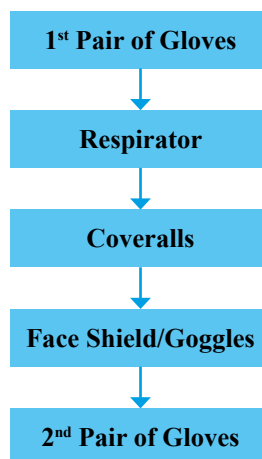 1st Pair of Gloves
Respirator
Coveralls
Face Shield/Goggles
2nd Pair of Gloves